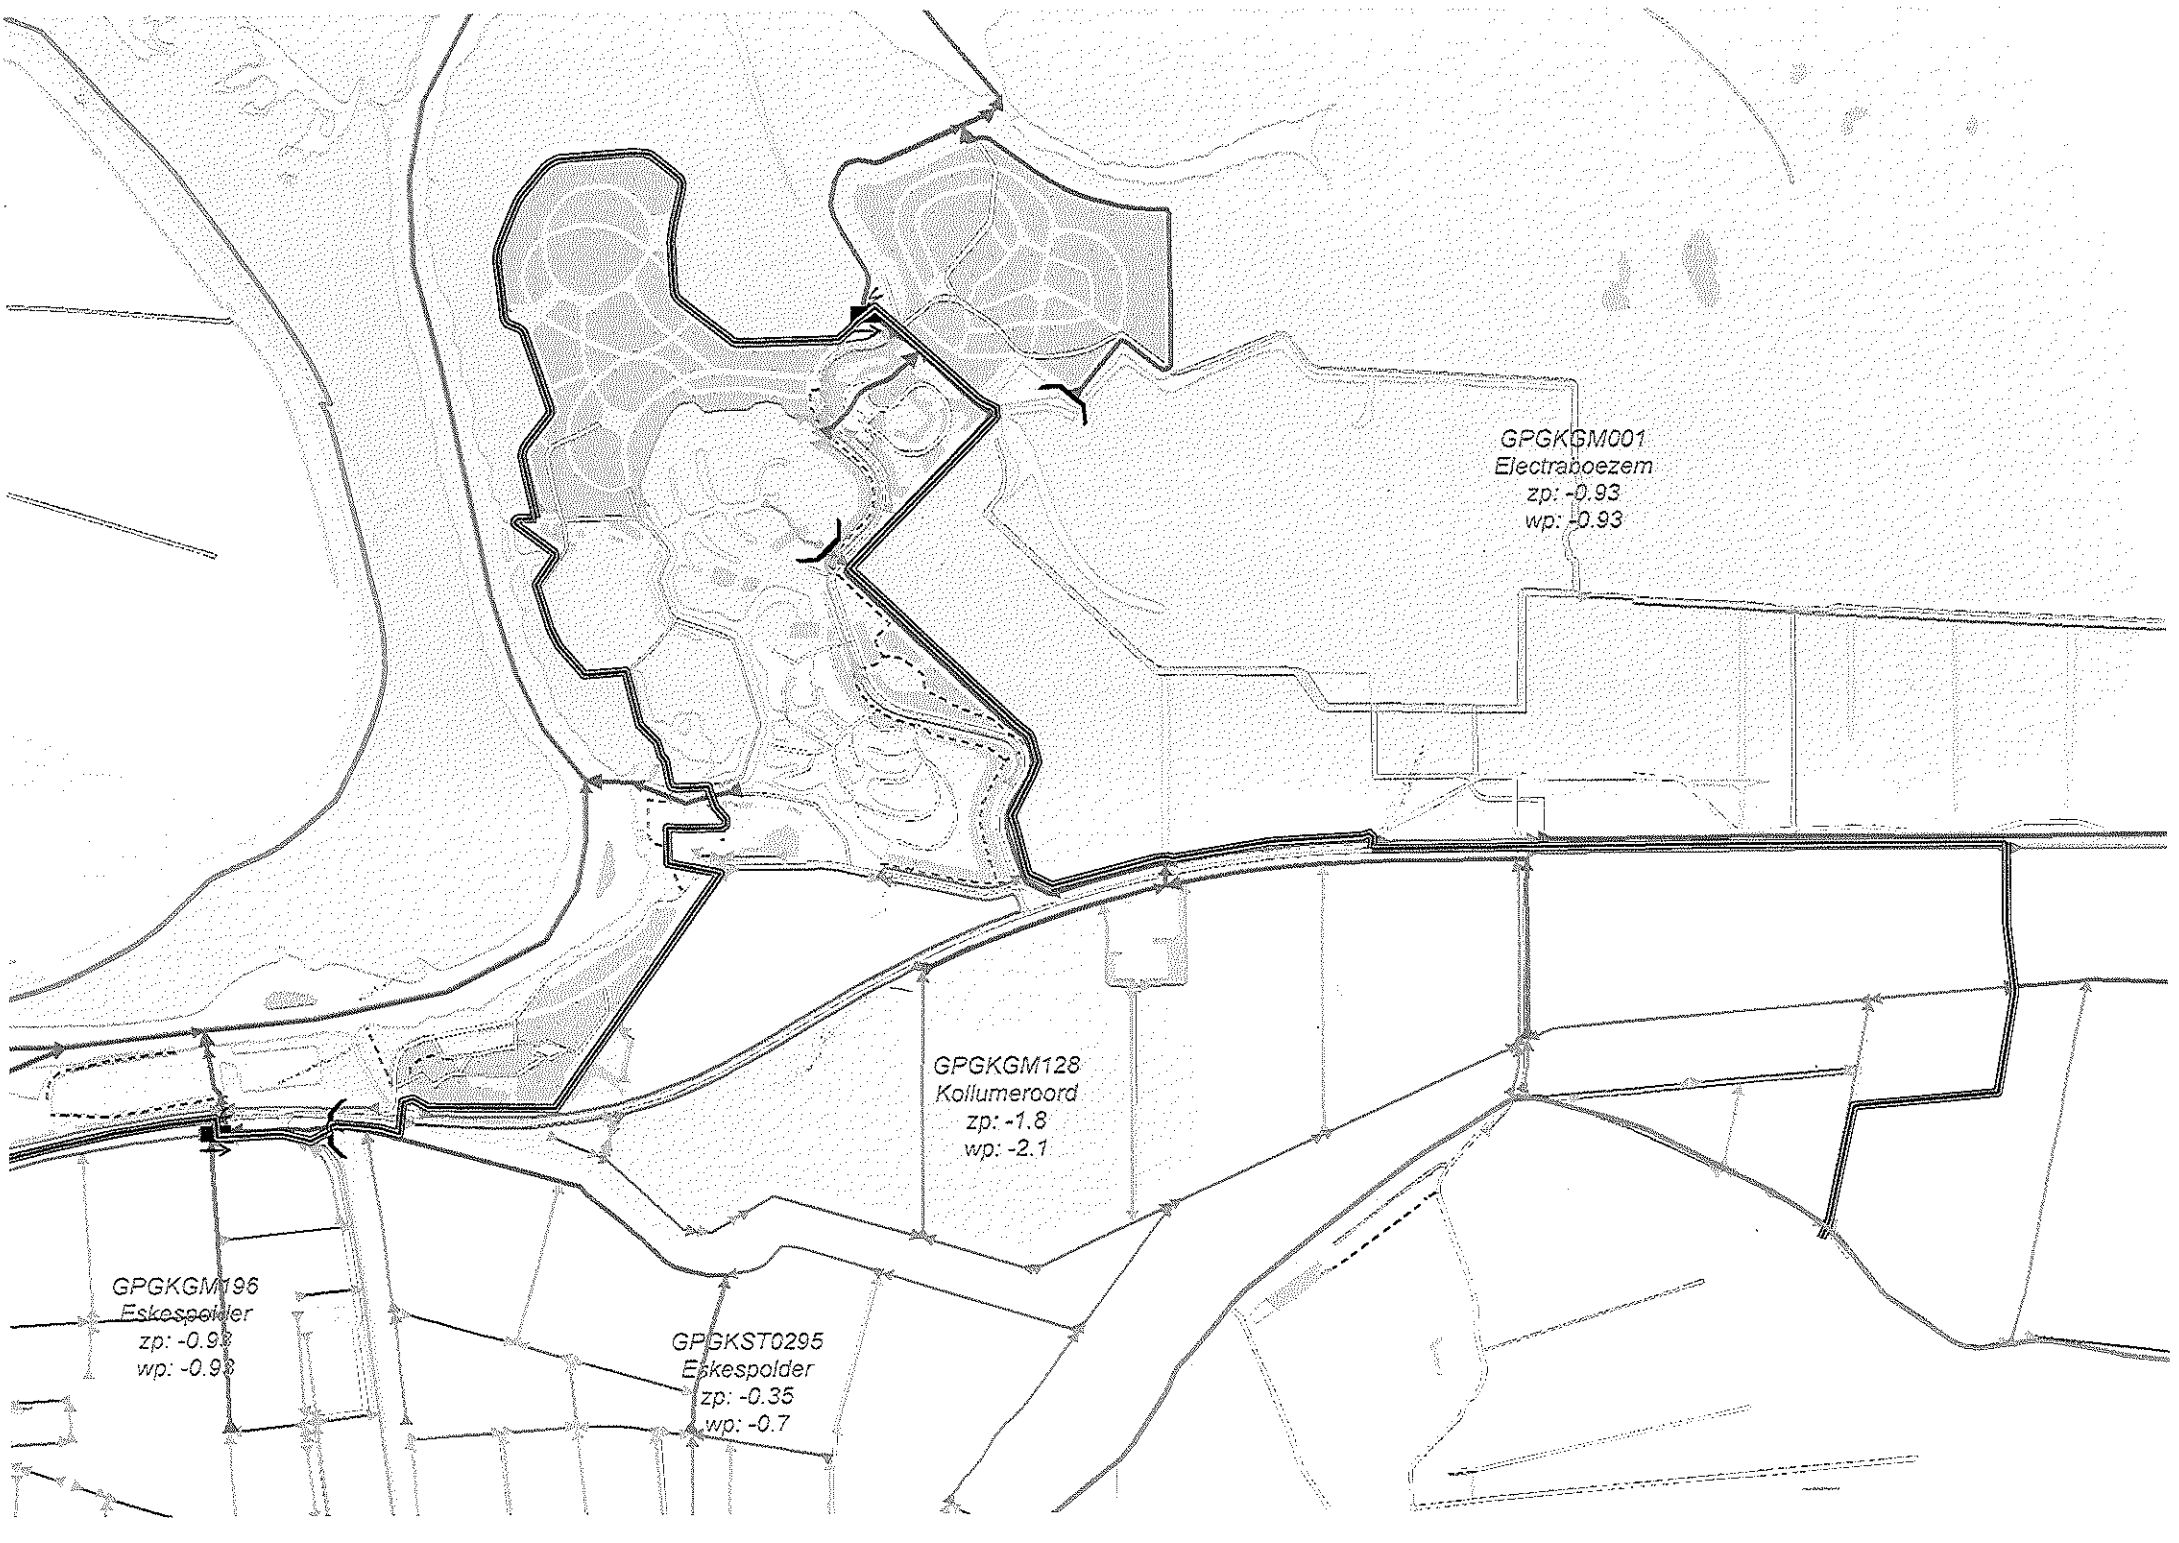 GPGKGM001
Electraboezem
zp: -0.93
wp: -0.93
GPGKGM128
Kollumeroord
zp: -1.8
wp: -2.1
GPGKGM196
Eskespolder
zp: -0.93
wp: -0.93
GPGKST0295
Eskespolder
zp: -0.35
wp: -0.7